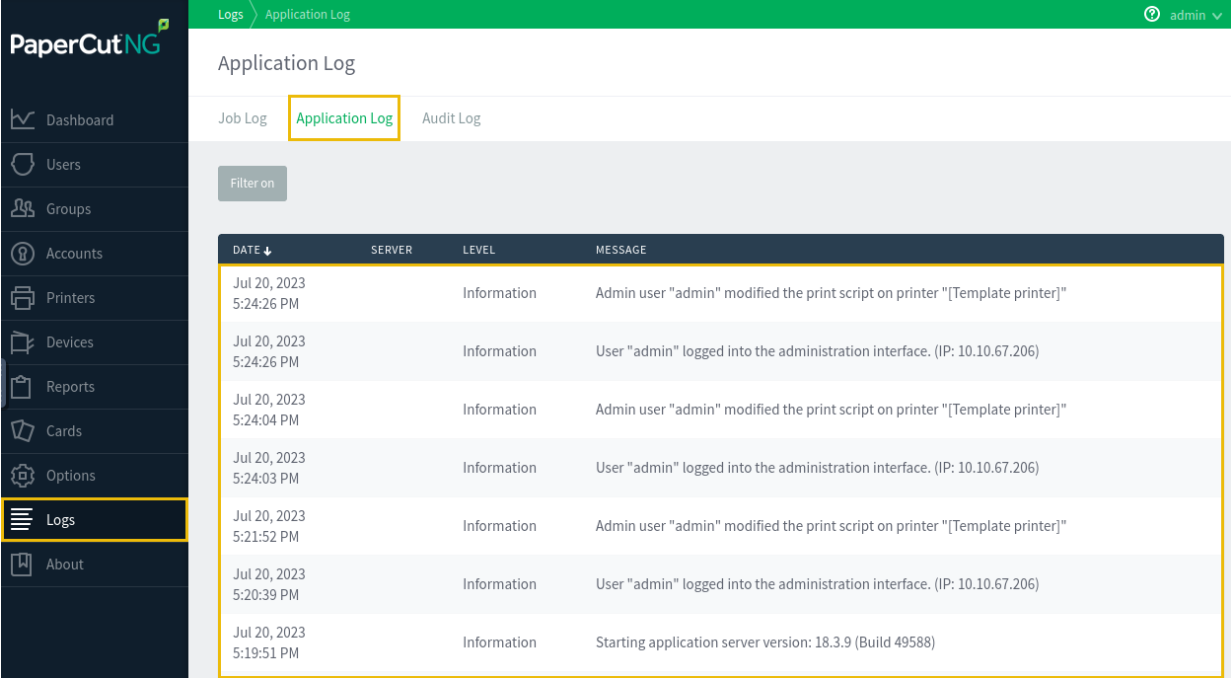 Logs Application Log admin
PaperCutNG
Application Log
Job Log Application Log Audit Log
Dashboard
Users
Groups
Accounts
Printers
Devices
Reports
Cards
Options
Logs
About
Filter on
DATE SERVER LEVEL MESSAGE
Jul 20, 2023
5:24:26 PM
Information
Admin user "admin" modified the print script on printer "[Template printer]"
Jul 20, 2023
5:24:26 PM
Information
User "admin" logged into the administration interface. (IP: 10.10.67.206)
Jul 20, 2023
5:24:04 PM
Information
Admin user "admin" modified the print script on printer "[Template printer]"
Jul 20, 2023
5:24:03 PM
Information
User "admin" logged into the administration interface. (IP: 10.10.67.206)
Jul 20, 2023
5:21:52 PM
Information
Admin user "admin" modified the print script on printer "[Template printer]"
Jul 20, 2023
5:20:39 PM
Information
User "admin" logged into the administration interface. (IP: 10.10.67.206)
Jul 20, 2023
5:19:51 PM
Information
Starting application server version: 18.3.9 (Build 49588)